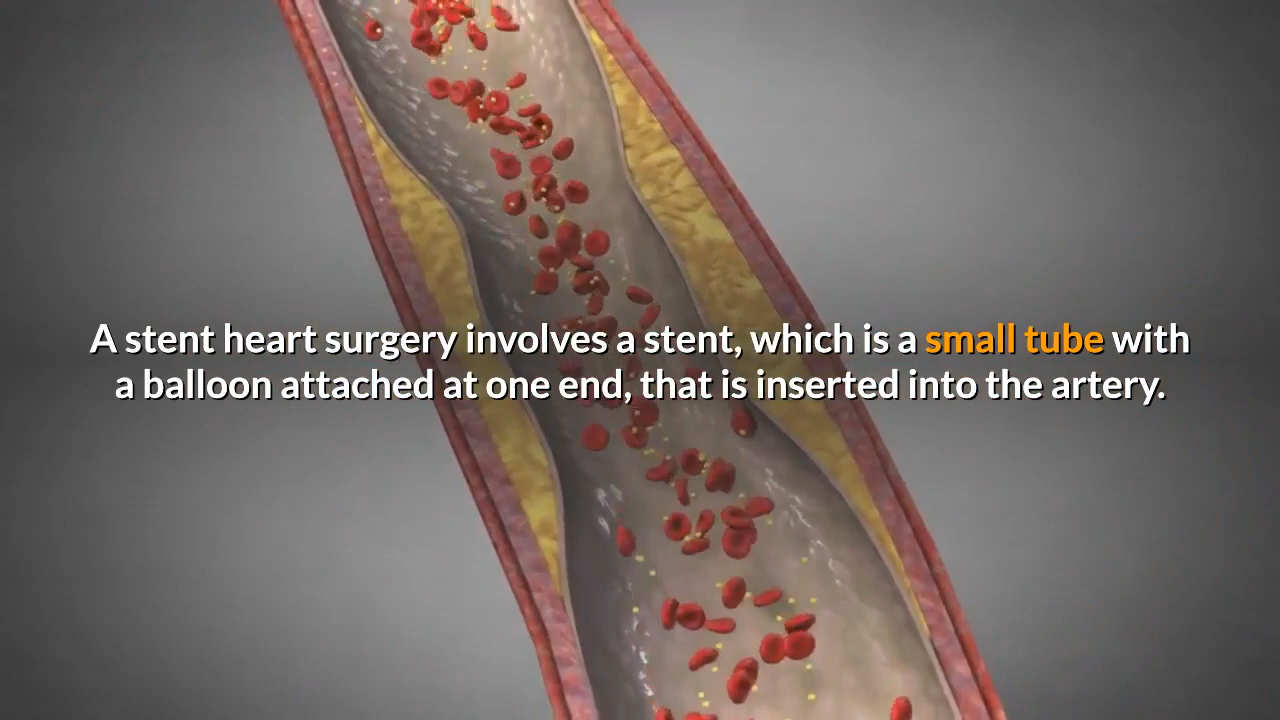 A stent heart surgery involves a stent, which is a small tube with
a balloon attached at one end, that is inserted into the artery.